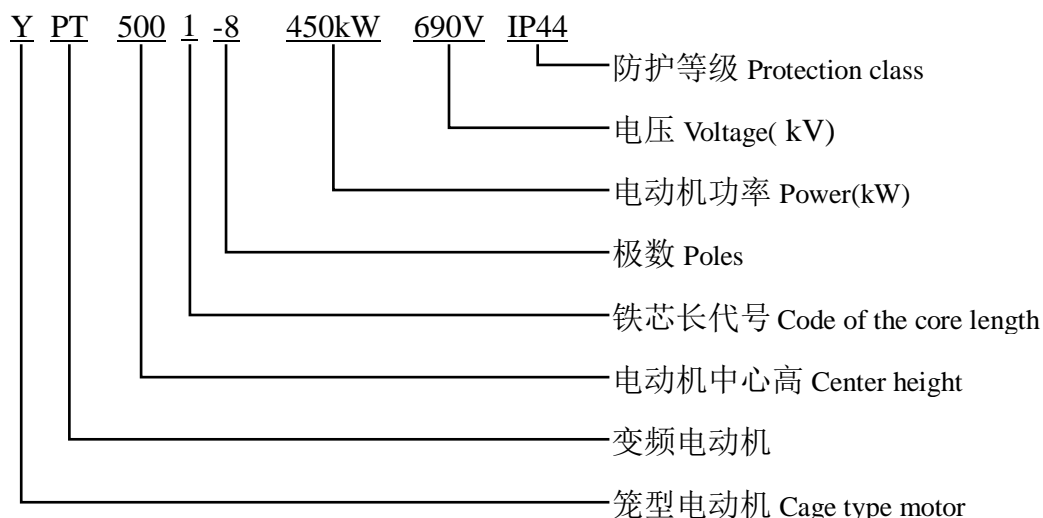 Y PT 500 1 -8 450kW 690V IP44
防护等级 Protection class
电压 Voltage( kV)
电动机功率 Power(kW)
极数 Poles
铁芯长代号 Code of the core length
电动机中心高 Center height
变频电动机
笼型电动机 Cage type motor